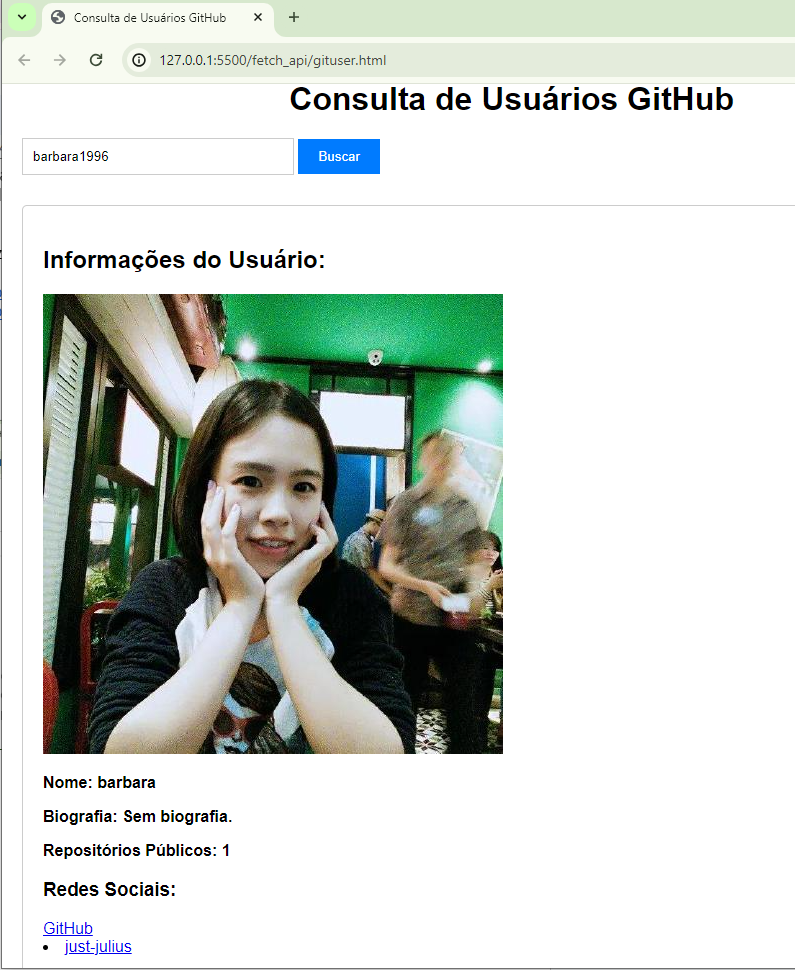 Consulta de Usuários GitHub
127.0.0.1:5500/fetch_api/gituser.html
Consulta de Usuários GitHub
barbara1996 Buscar
Informações do Usuário:
Nome: barbara
Biografia: Sem biografia.
Repositórios Públicos: 1
Redes Sociais:
GitHub
just-julius